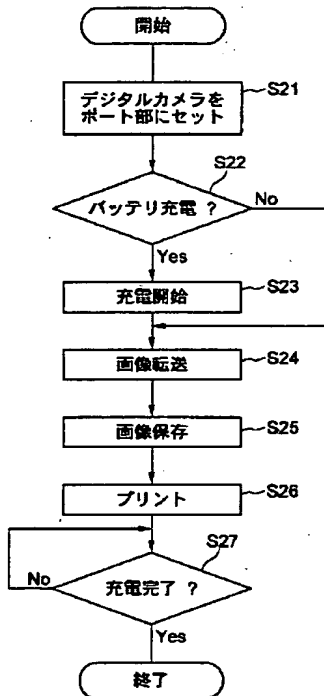 開始
デジタルカメラを
ポート部にセット
S21
バッテリ充電 ?
S22
No
Yes
充電開始
S23
画像転送
S24
画像保存
S25
プリント
S26
充電完了 ?
S27
No
Yes
終了